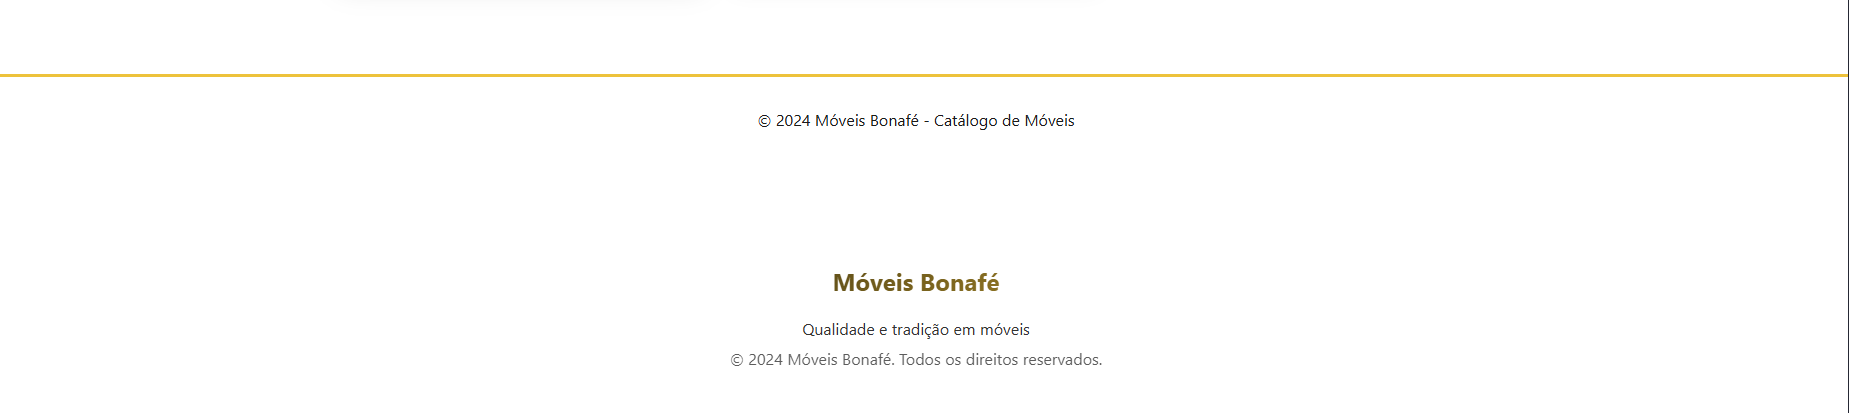 © 2024 Móveis Bonafé - Catálogo de Móveis
Móveis Bonafé
Qualidade e tradição em móveis
© 2024 Móveis Bonafé. Todos os direitos reservados.